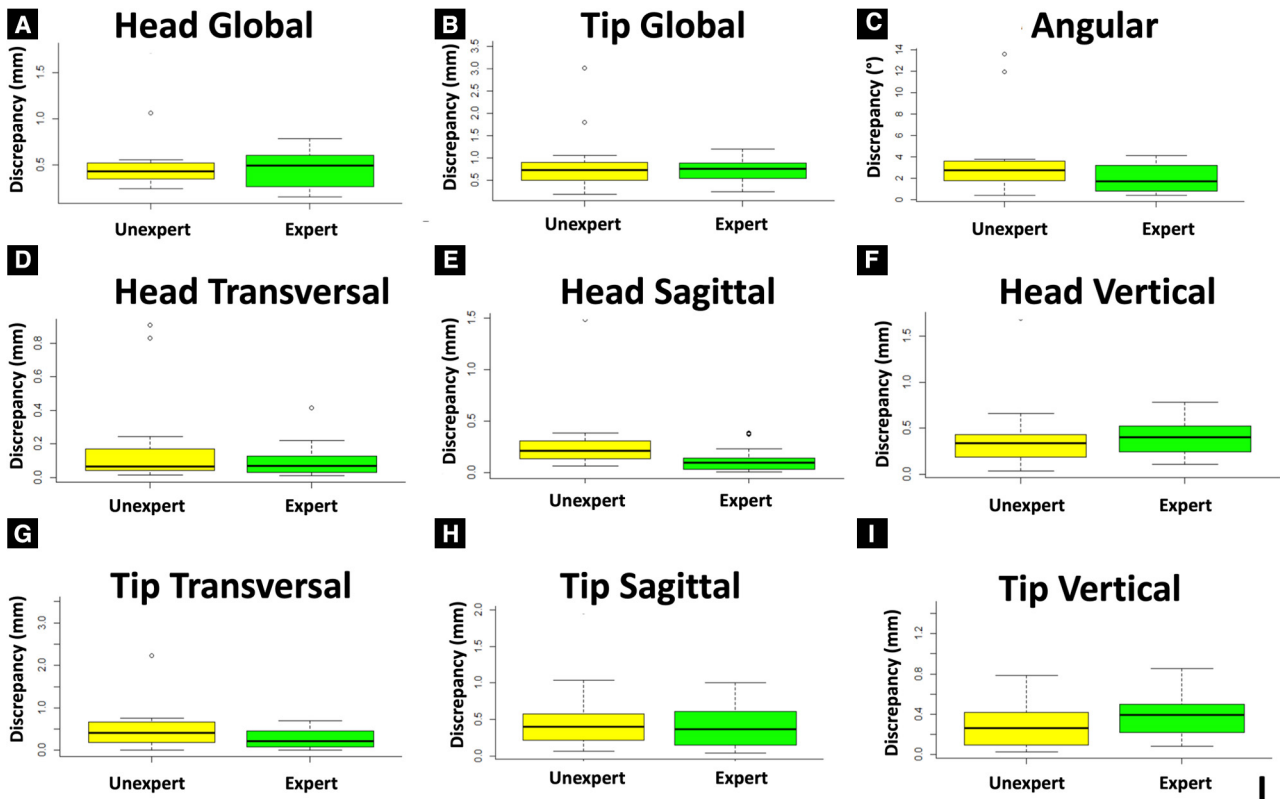 A Head Global
Discrepancy (mm)
1.5
1.0
0.5
Unexpert Expert
B Tip Global
Discrepancy (mm)
3.5
3.0
2.5
2.0
1.5
1.0
0.5
Unexpert Expert
C Angular
Discrepancy (°)
14
12
10
8
6
4
2
0
Unexpert Expert
D Head Transversal
Discrepancy (mm)
0.8
0.6
0.4
0.2
0.0
Unexpert Expert
E Head Sagittal
Discrepancy (mm)
1.5
1.0
0.5
0.0
Unexpert Expert
F Head Vertical
Discrepancy (mm)
1.5
1.0
0.5
0.0
Unexpert Expert
G Tip Transversal
Discrepancy (mm)
3.0
2.0
1.0
0.0
Unexpert Expert
H Tip Sagittal
Discrepancy (mm)
2.0
1.5
1.0
0.5
0.0
Unexpert Expert
I Tip Vertical
Discrepancy (mm)
1.2
0.8
0.4
0.0
Unexpert Expert